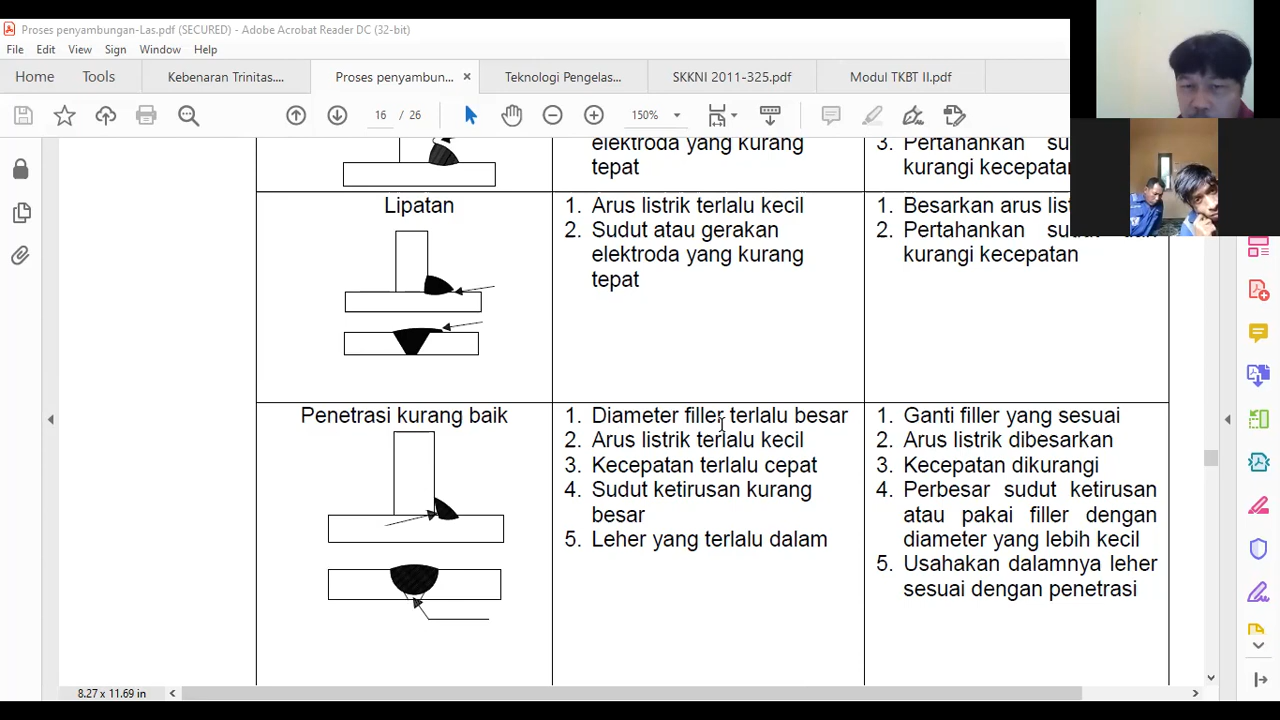 Proses penyambungan-Las.pdf (SECURED) - Adobe Acrobat Reader DC (32-bit)
File Edit View Sign Window Help
Home Tools Kebenaran Trinitas.... Proses penyambun... × Teknologi Pengelas... SKKNI 2011-325.pdf Modul TKBT II.pdf
16 / 26 150%
elektroda yang kurang
tepat
3. Pertahankan
kurangi kecepatan
Lipatan
1. Arus listrik terlalu kecil
2. Sudut atau gerakan
elektroda yang kurang
tepat
1. Besarkan arus
2. Pertahankan
kurangi kecepatan
Penetrasi kurang baik
1. Diameter filler terlalu besar
2. Arus listrik terlalu kecil
3. Kecepatan terlalu cepat
4. Sudut ketirusan kurang
besar
5. Leher yang terlalu dalam
1. Ganti filler yang sesuai
2. Arus listrik dibesarkan
3. Kecepatan dikurangi
4. Perbesar sudut ketirusan
atau pakai filler dengan
diameter yang lebih kecil
5. Usahakan dalamnya leher
sesuai dengan penetrasi
8.27 x 11.69 in